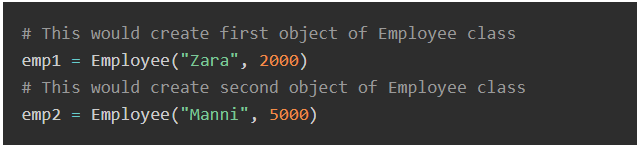 # This would create first object of Employee class
emp1 = Employee("Zara", 2000)
# This would create second object of Employee class
emp2 = Employee("Manni", 5000)